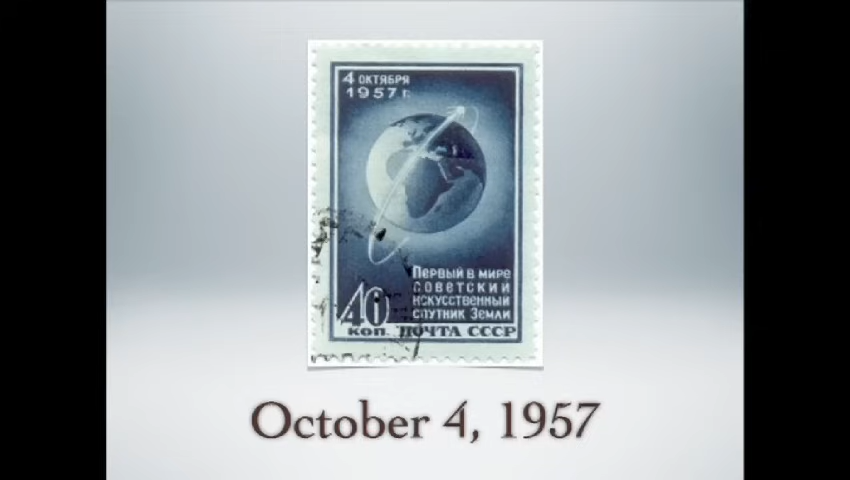 4 ОКТЯБРЯ
1957 г.
Первый в мире
советский
искусственный
спутник Земли
40
КОП. ПОЧТА СССР
October 4, 1957